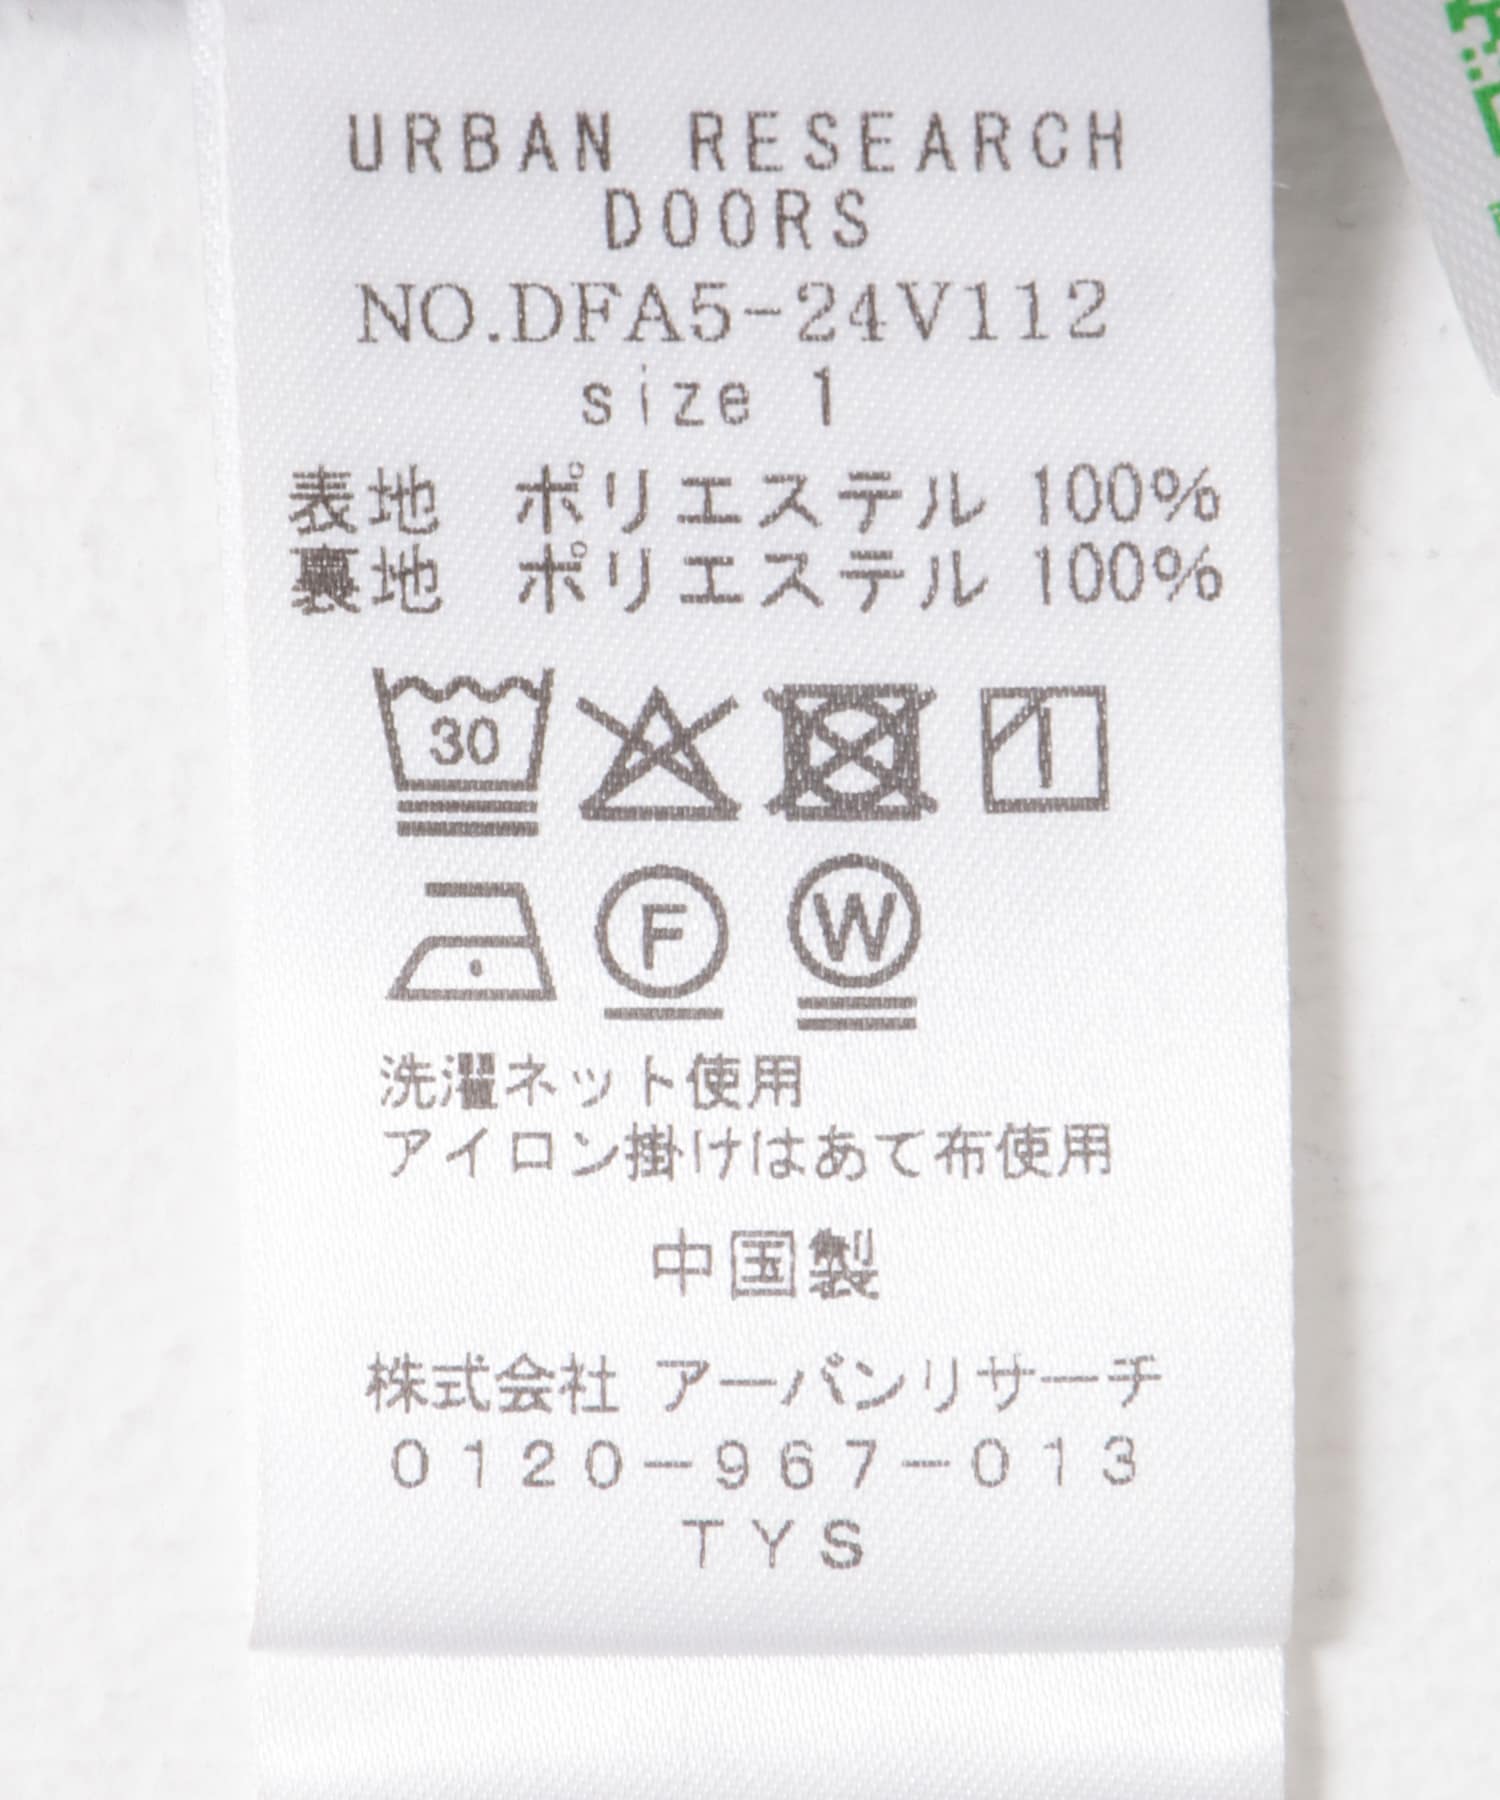 URBAN RESEARCH
DOORS
NO.DFA5-24V112
size 1
表地 ポリエステル 100%
裏地 ポリエステル 100%
30
F W
洗濯ネット使用
アイロン掛けはあて布使用
中国製
株式会社 アーバンリサーチ
0120-967-013
TYS